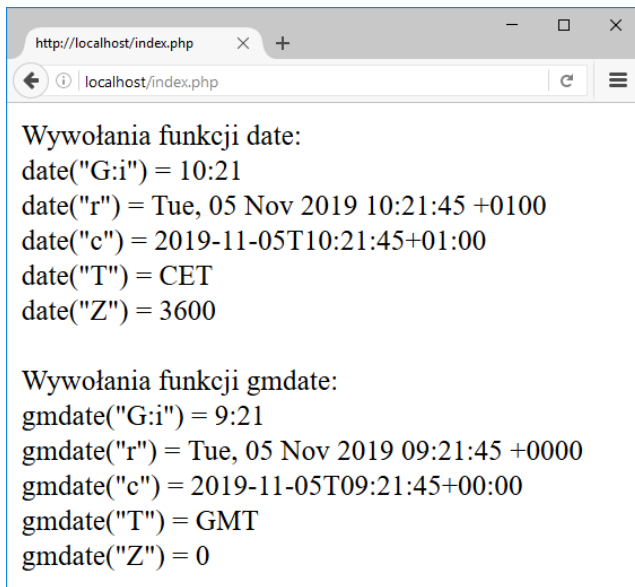 http://localhost/index.php
localhost/index.php
Wywołania funkcji date:
date("G:i") = 10:21
date("r") = Tue, 05 Nov 2019 10:21:45 +0100
date("c") = 2019-11-05T10:21:45+01:00
date("T") = CET
date("Z") = 3600
Wywołania funkcji gmdate:
gmdate("G:i") = 9:21
gmdate("r") = Tue, 05 Nov 2019 09:21:45 +0000
gmdate("c") = 2019-11-05T09:21:45+00:00
gmdate("T") = GMT
gmdate("Z") = 0